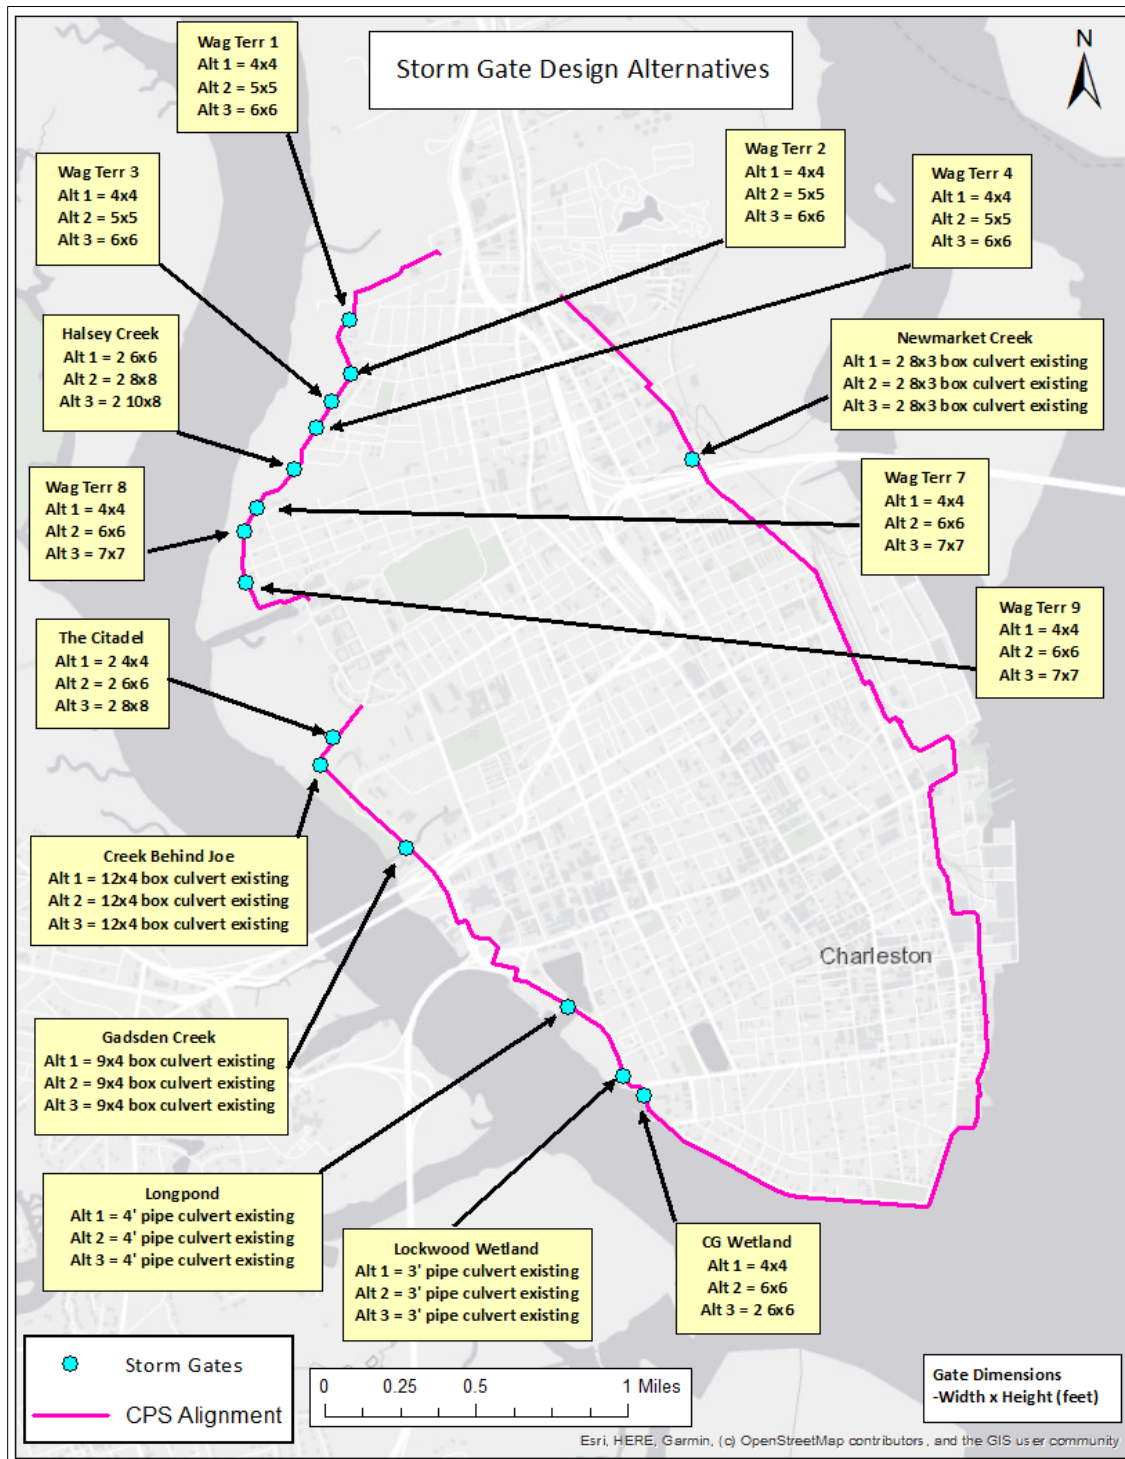 Wag Terr 1
Alt 1 = 4x4
Alt 2 = 5x5
Alt 3 = 6x6
Storm Gate Design Alternatives
N
Wag Terr 2
Alt 1 = 4x4
Alt 2 = 5x5
Alt 3 = 6x6
Wag Terr 3
Alt 1 = 4x4
Alt 2 = 5x5
Alt 3 = 6x6
Wag Terr 4
Alt 1 = 4x4
Alt 2 = 5x5
Alt 3 = 6x6
Halsey Creek
Alt 1 = 2 6x6
Alt 2 = 2 8x8
Alt 3 = 2 10x8
Newmarket Creek
Alt 1 = 2 8x3 box culvert existing
Alt 2 = 2 8x3 box culvert existing
Alt 3 = 2 8x3 box culvert existing
Wag Terr 8
Alt 1 = 4x4
Alt 2 = 6x6
Alt 3 = 7x7
Wag Terr 7
Alt 1 = 4x4
Alt 2 = 6x6
Alt 3 = 7x7
Wag Terr 9
Alt 1 = 4x4
Alt 2 = 6x6
Alt 3 = 7x7
The Citadel
Alt 1 = 2 4x4
Alt 2 = 2 6x6
Alt 3 = 2 8x8
Creek Behind Joe
Alt 1 = 12x4 box culvert existing
Alt 2 = 12x4 box culvert existing
Alt 3 = 12x4 box culvert existing
Charleston
Gadsden Creek
Alt 1 = 9x4 box culvert existing
Alt 2 = 9x4 box culvert existing
Alt 3 = 9x4 box culvert existing
Longpond
Alt 1 = 4' pipe culvert existing
Alt 2 = 4' pipe culvert existing
Alt 3 = 4' pipe culvert existing
Lockwood Wetland
Alt 1 = 3' pipe culvert existing
Alt 2 = 3' pipe culvert existing
Alt 3 = 3' pipe culvert existing
CG Wetland
Alt 1 = 4x4
Alt 2 = 6x6
Alt 3 = 2 6x6
Storm Gates
CPS Alignment
0 0.25 0.5 1 Miles
Gate Dimensions
-Width x Height (feet)
Esri, HERE, Garmin, (c) OpenStreetMap contributors, and the GIS user community